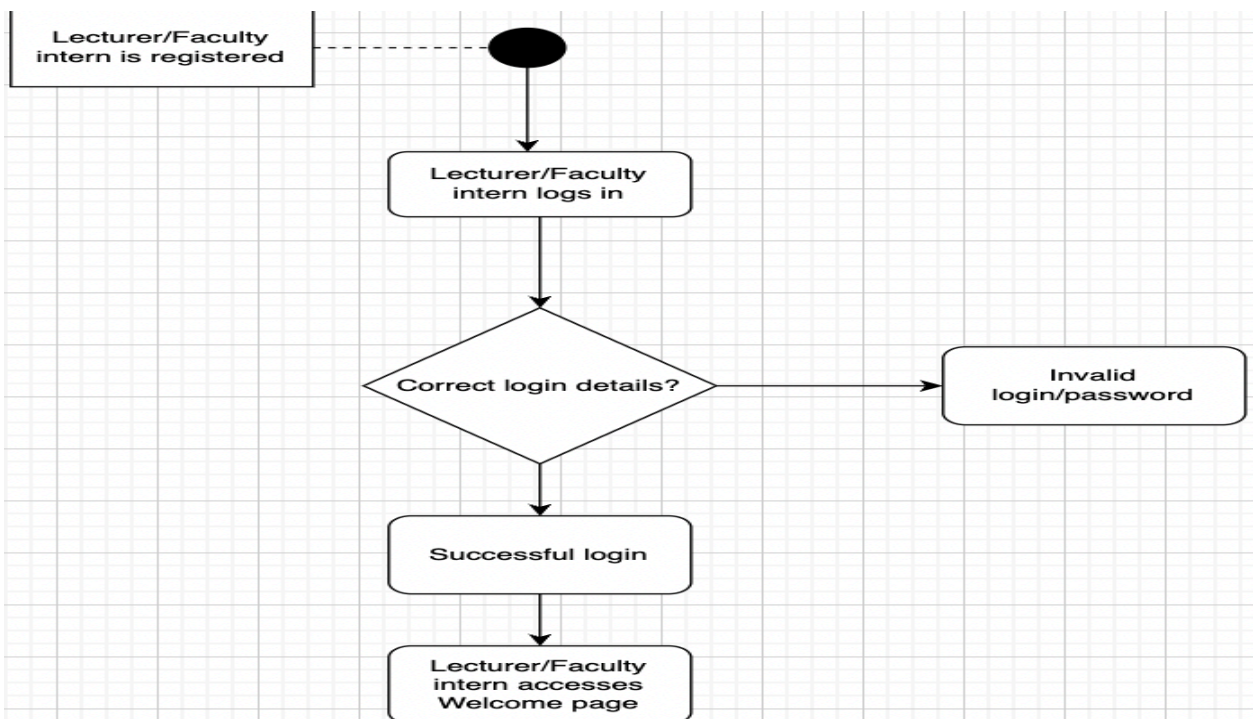 Lecturer/Faculty
intern is registered
Lecturer/Faculty
intern logs in
Correct login details?
Invalid
login/password
Successful login
Lecturer/Faculty
intern accesses
Welcome page